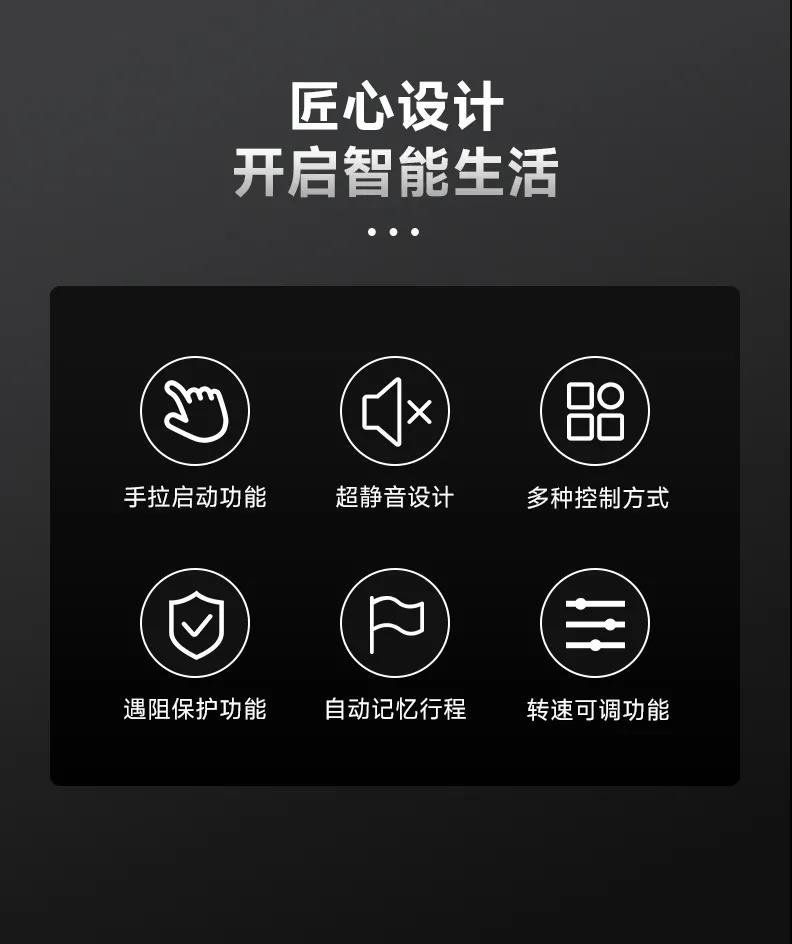 匠心设计
开启智能生活
手拉启动功能
超静音设计
多种控制方式
遇阻保护功能
自动记忆行程
转速可调功能